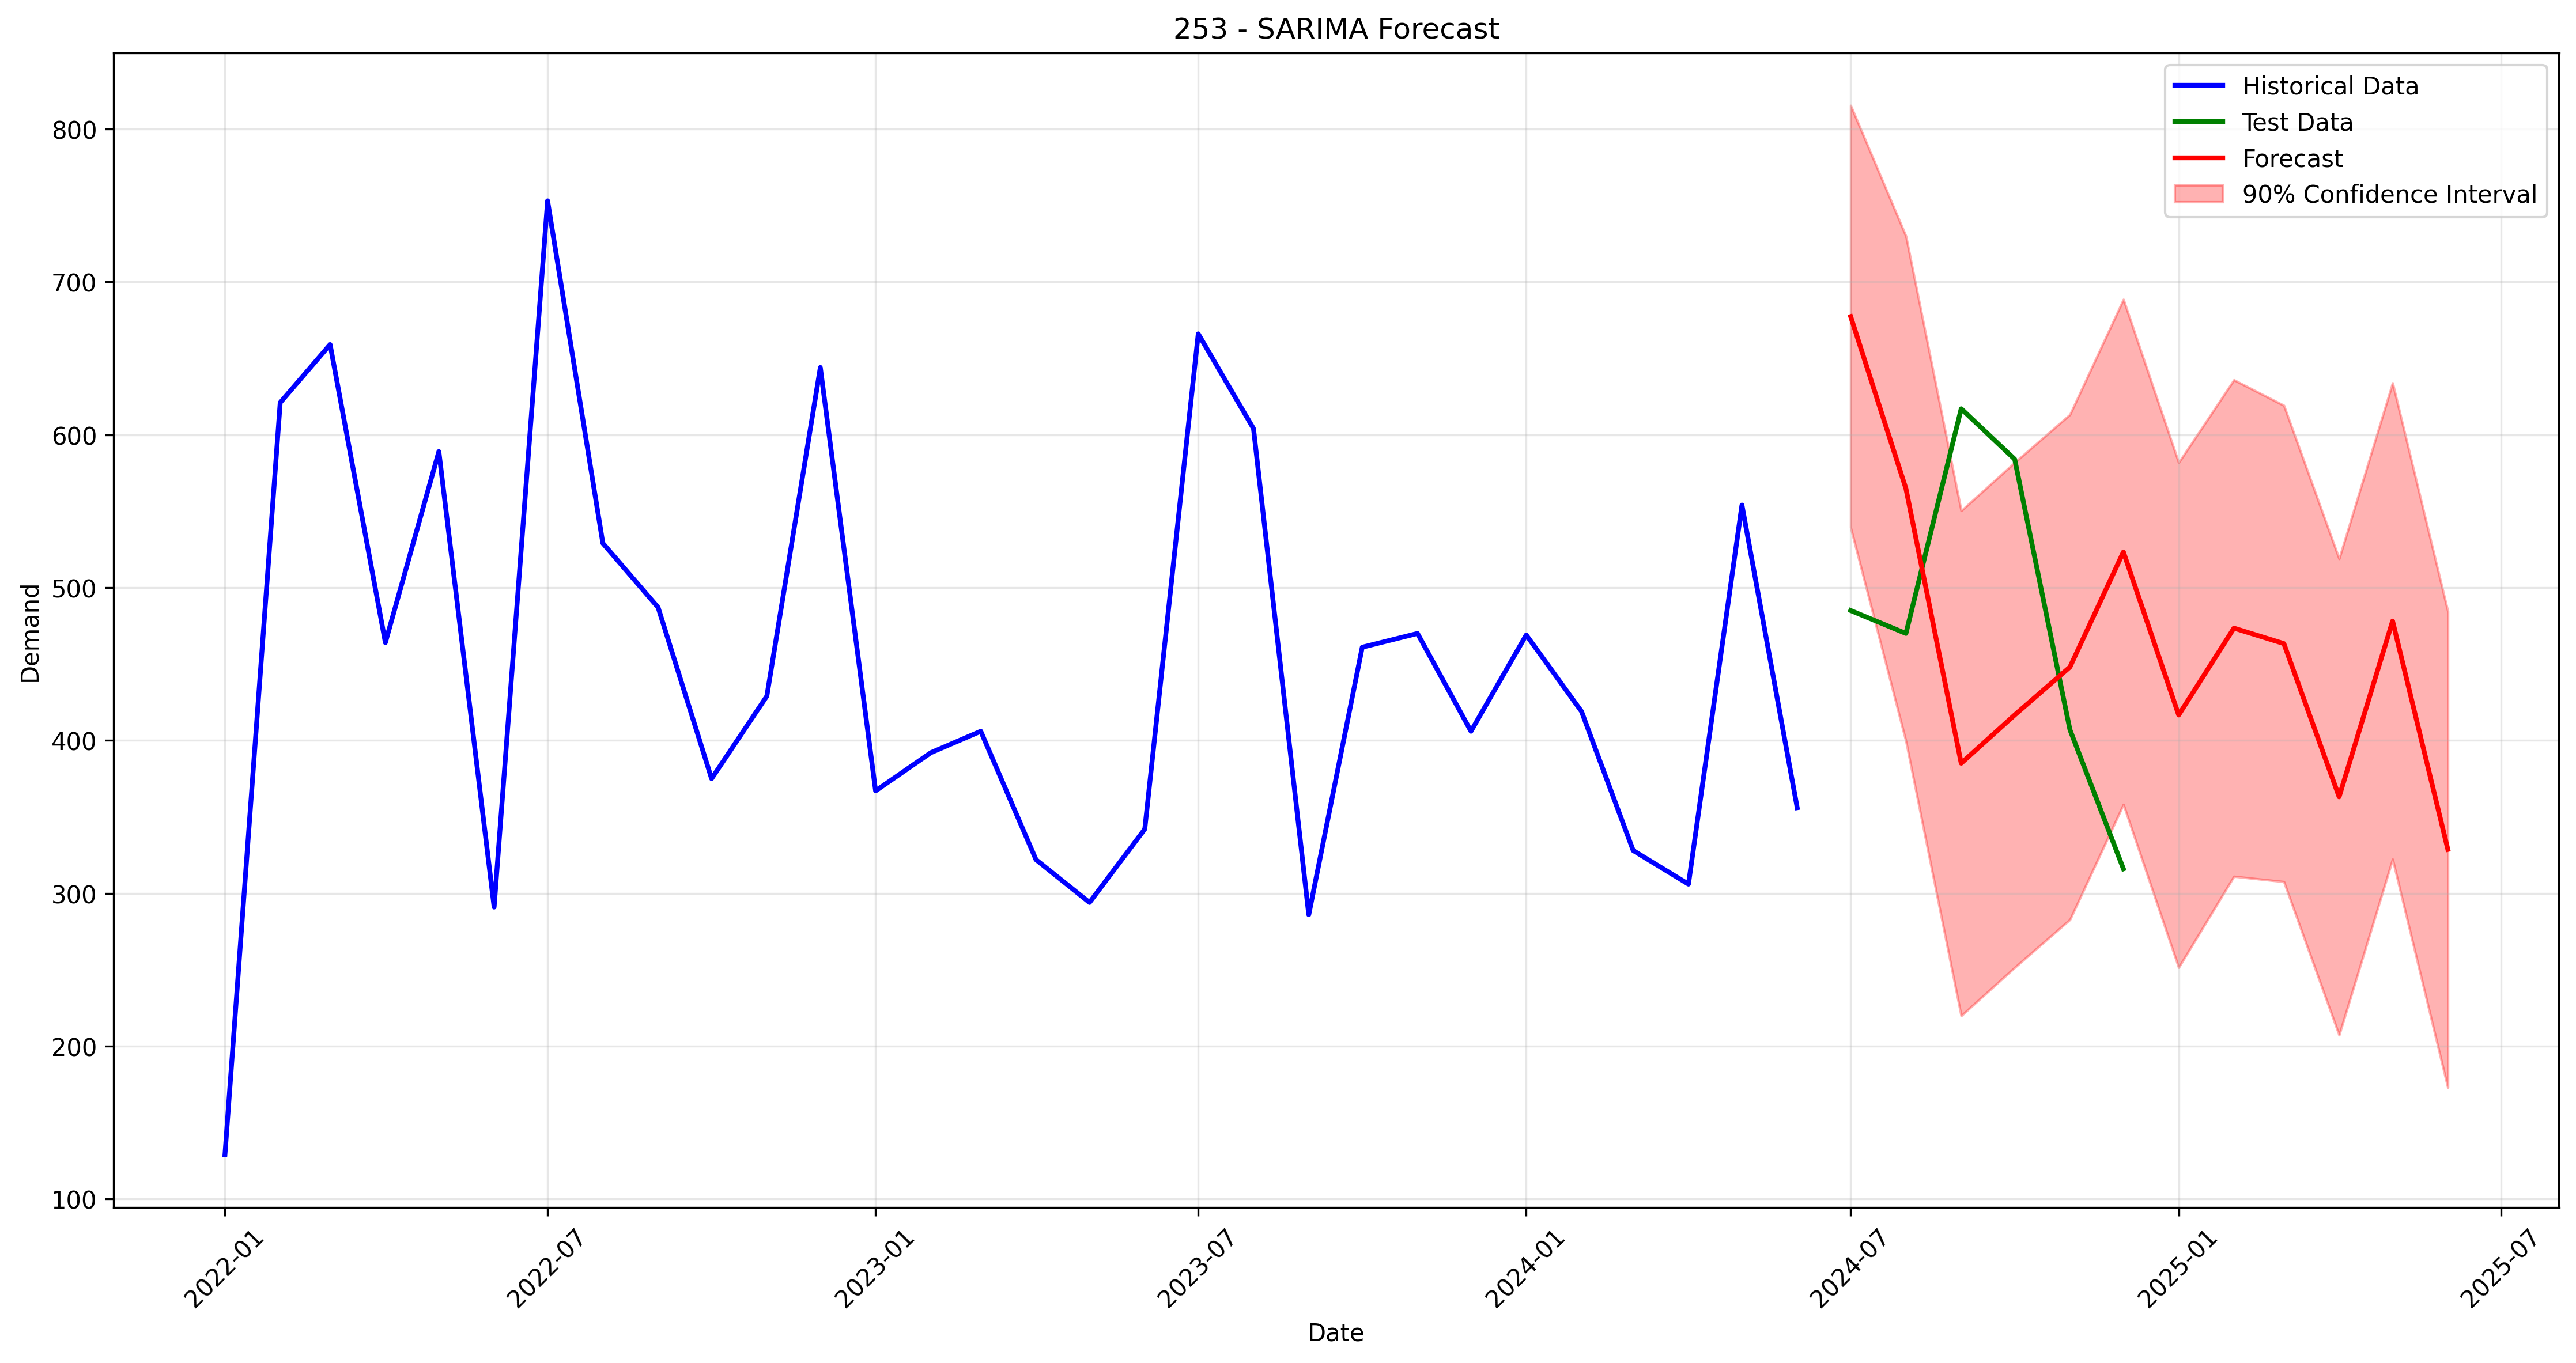 253 - SARIMA Forecast
Historical Data
Test Data
Forecast
90% Confidence Interval
800
700
600
500
400
300
200
100
Demand
2022-01
2022-07
2023-01
2023-07
2024-01
2024-07
2025-01
2025-07
Date